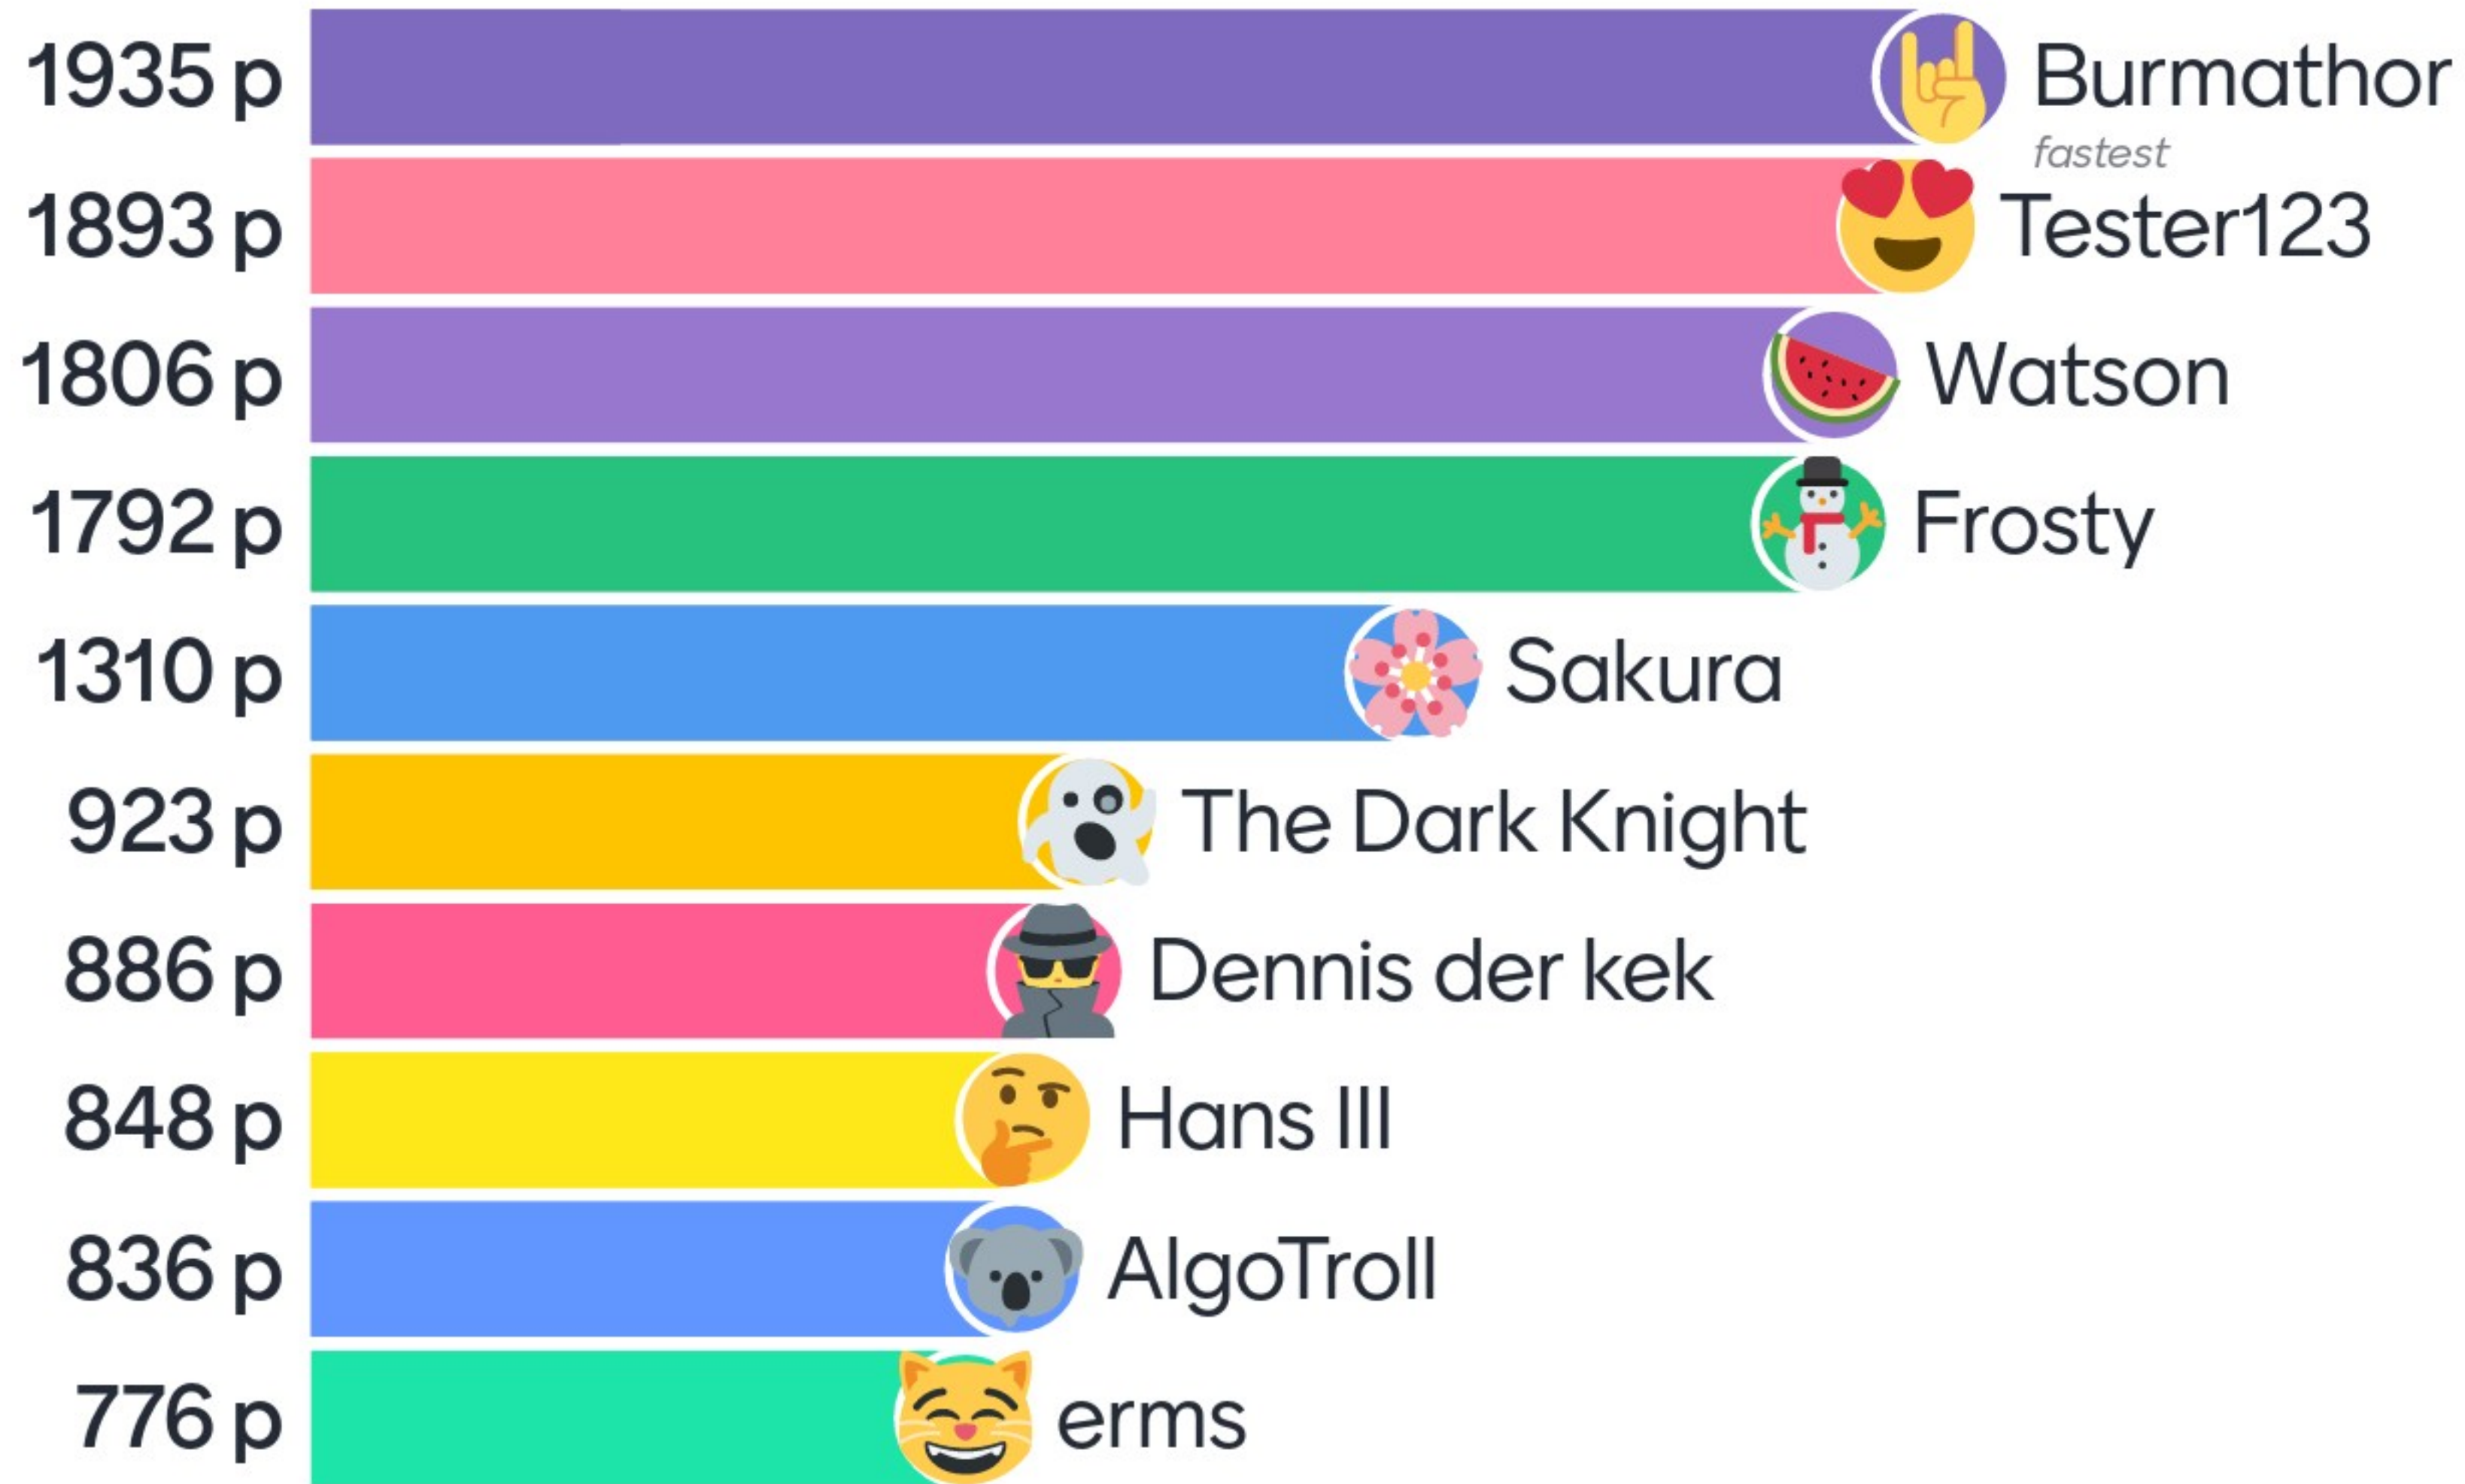 1935 p Burmathor
fastest
1893 p Tester123
1806 p Watson
1792 p Frosty
1310 p Sakura
923 p The Dark Knight
886 p Dennis der kek
848 p Hans III
836 p AlgoTroll
776 p erms